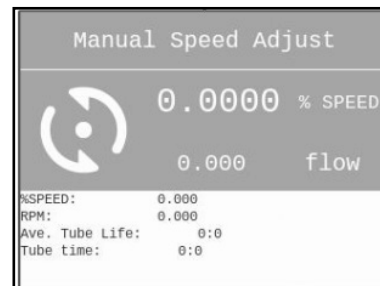 Manual Speed Adjust
0.0000 % SPEED
0.000 flow
%SPEED: 0.000
RPM: 0.000
Ave. Tube Life: 0:0
Tube time: 0:0